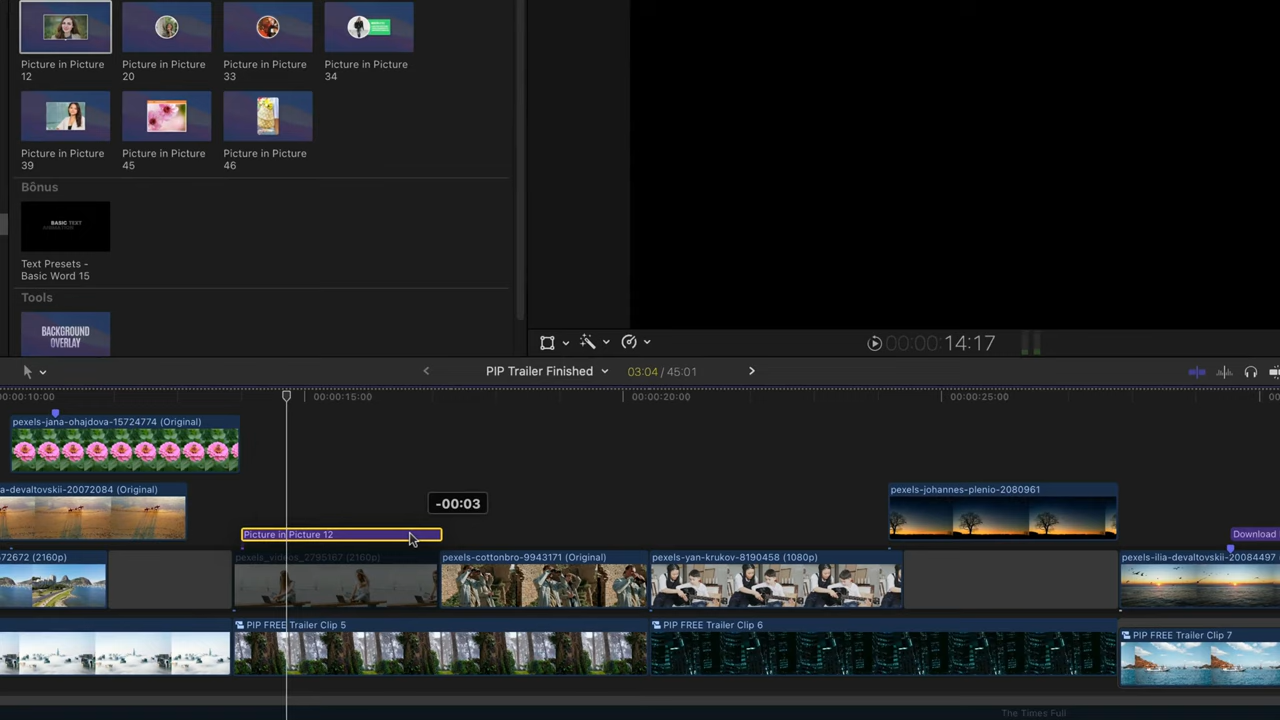 Picture in Picture
12
Picture in Picture
20
Picture in Picture
33
Picture in Picture
34
Picture in Picture
39
Picture in Picture
45
Picture in Picture
46
Bônus
BASIC TEXT
ANIMATION
Text Presets -
Basic Word 15
Tools
BACKGROUND
OVERLAY
00:00:00:14:17
PIP Trailer Finished
03:04 / 45:01
00:00:10:00
00:00:15:00
00:00:20:00
00:00:25:00
00
pexels-jana-ohajdova-15724774 (Original)
a-devaltovskii-20072084 (Original)
-00:03
pexels-johannes-plenio-2080961
Picture in Picture 12
Download
72672 (2160p)
pexels_videos_2795167 (2160p)
pexels-cottonbro-9943171 (Original)
pexels-yan-krukov-8190458 (1080p)
pexels-ilia-devaltovskii-20084497
PIP FREE Trailer Clip 5
PIP FREE Trailer Clip 6
PIP FREE Trailer Clip 7
The Times Full